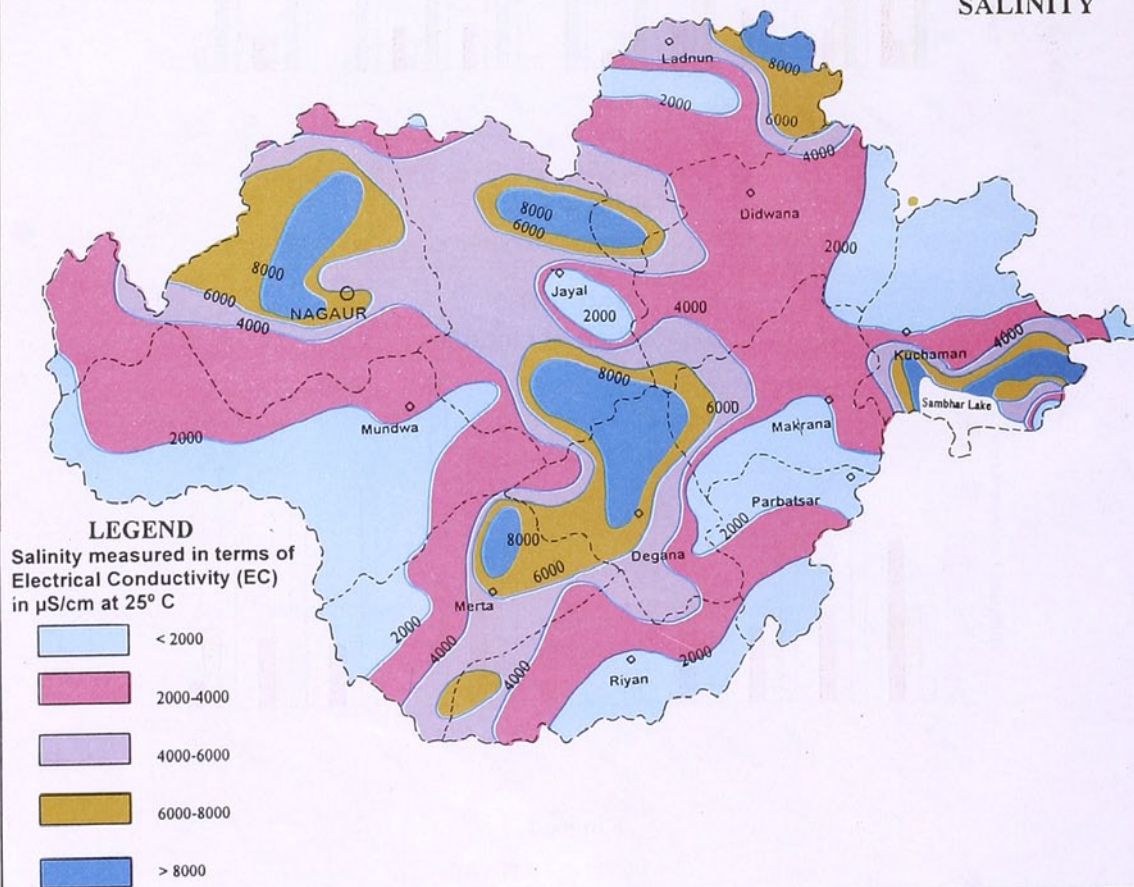 SALINITY
Ladnun
8000
2000
6000
4000
Didwana
8000
6000
2000
8000
Jayal
6000
NAGAUR
2000
4000
4000
Kuchaman
4000
8000
Sambhar Lake
6000
Mundwa
Makrana
2000
Parbatsar
2000
8000
Degana
6000
Merta
2000
4000
4000
2000
Riyan
LEGEND
Salinity measured in terms of
Electrical Conductivity (EC)
in µS/cm at 25º C
< 2000
2000-4000
4000-6000
6000-8000
> 8000